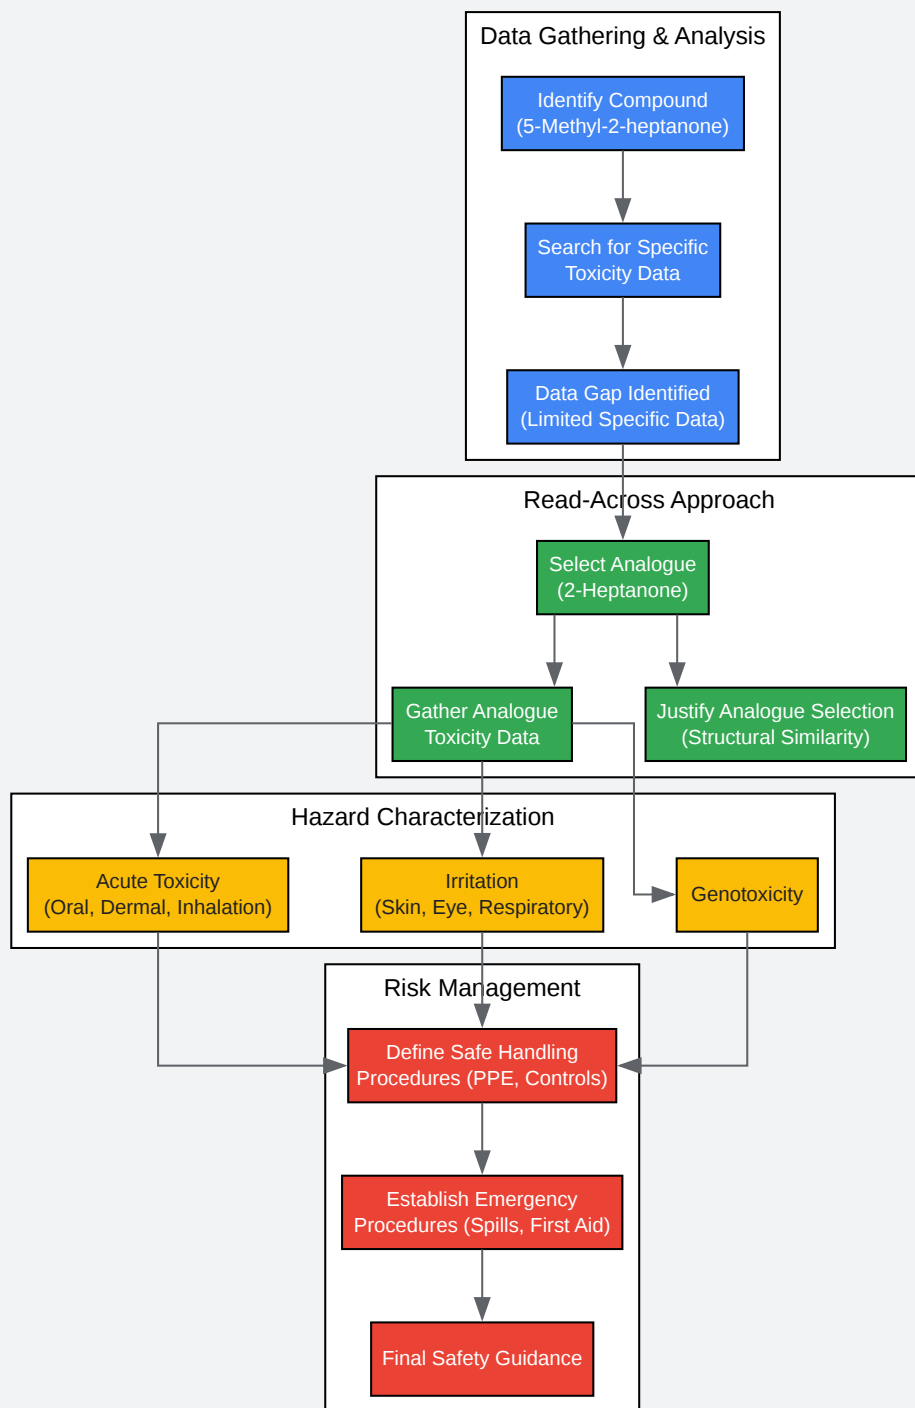 Data Gathering & Analysis
Identify Compound
(5-Methyl-2-heptanone)
Search for Specific
Toxicity Data
Data Gap Identified
(Limited Specific Data)
Read-Across Approach
Select Analogue
(2-Heptanone)
Gather Analogue
Toxicity Data
Justify Analogue Selection
(Structural Similarity)
Hazard Characterization
Acute Toxicity
(Oral, Dermal, Inhalation)
Irritation
(Skin, Eye, Respiratory)
Genotoxicity
Risk Management
Define Safe Handling
Procedures (PPE, Controls)
Establish Emergency
Procedures (Spills, First Aid)
Final Safety Guidance